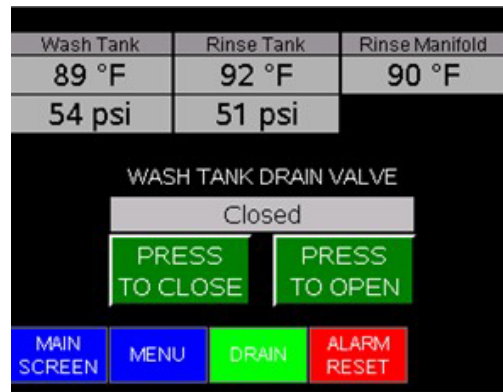 Wash Tank Rinse Tank Rinse Manifold
89 °F 92 °F 90 °F
54 psi 51 psi
WASH TANK DRAIN VALVE
Closed
PRESS PRESS
TO CLOSE TO OPEN
MAIN MENU DRAIN ALARM
SCREEN RESET